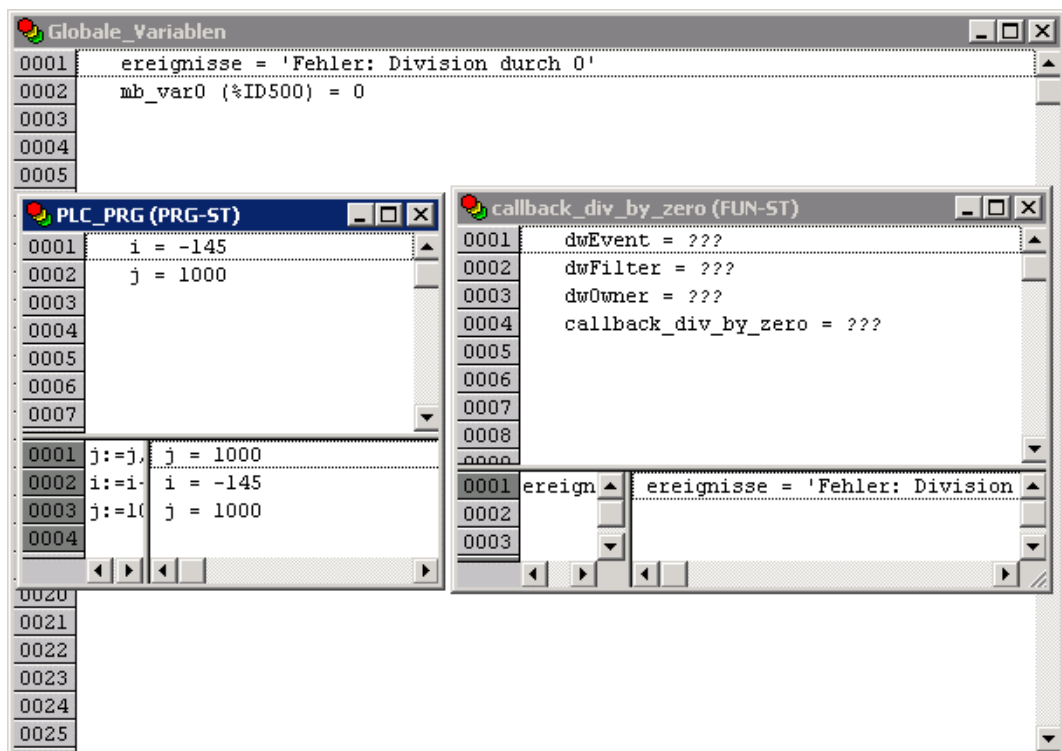 Globale_Variablen
0001 ereignisse = 'Fehler: Division durch 0'
0002 mb_var0 (%ID500) = 0
0003
0004
0005
PLC_PRG (PRG-ST)
0001 i = -145
0002 j = 1000
0003
0004
0005
0006
0007
0001 j:=j, j = 1000
0002 i:=i- i = -145
0003 j:=10 j = 1000
0004
callback_div_by_zero (FUN-ST)
0001 dwEvent = ???
0002 dwFilter = ???
0003 dwOwner = ???
0004 callback_div_by_zero = ???
0005
0006
0007
0008
0001 ereign ereignisse = 'Fehler: Division
0002
0003
0020
0021
0022
0023
0024
0025